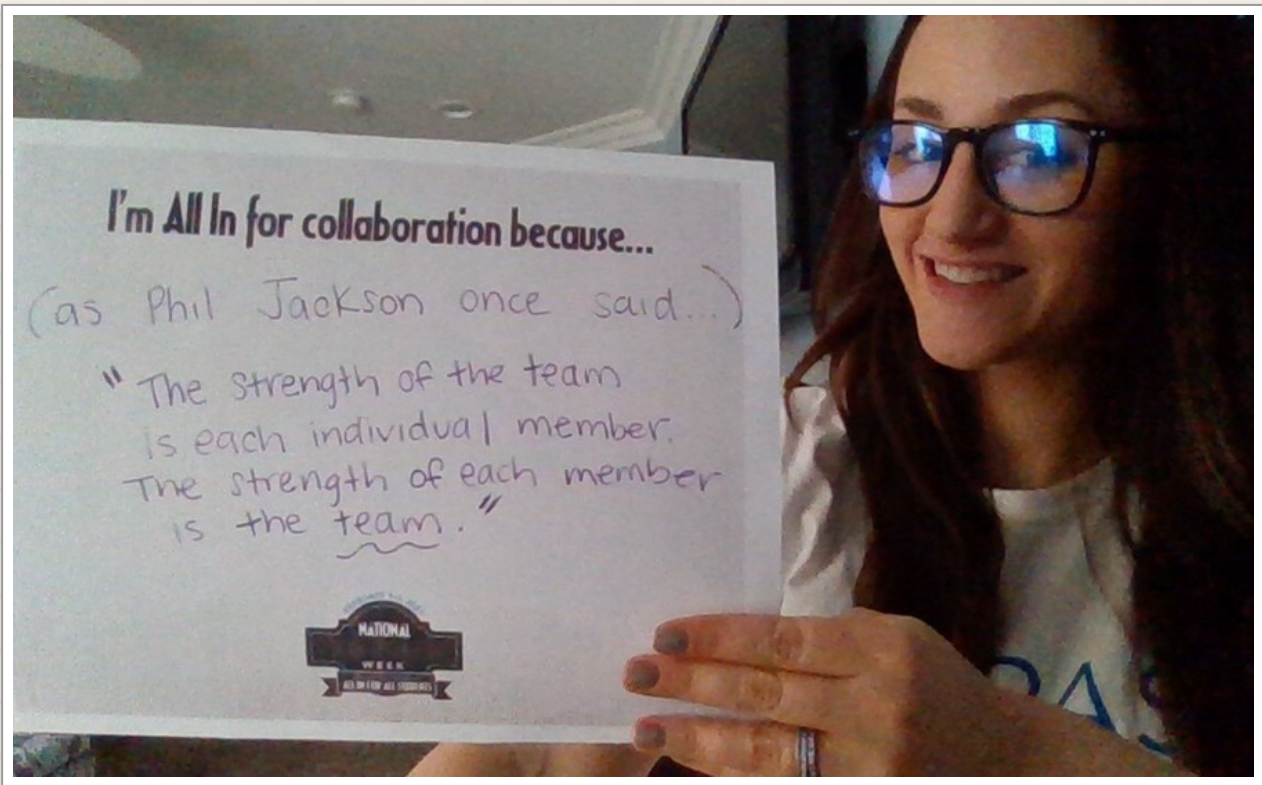 I'm All In for collaboration because...
(as Phil Jackson once said...)
"The strength of the team
is each individual member.
The strength of each member
is the team."
NATIONAL
WEEK
ALL IN FOR ALL STUDENTS